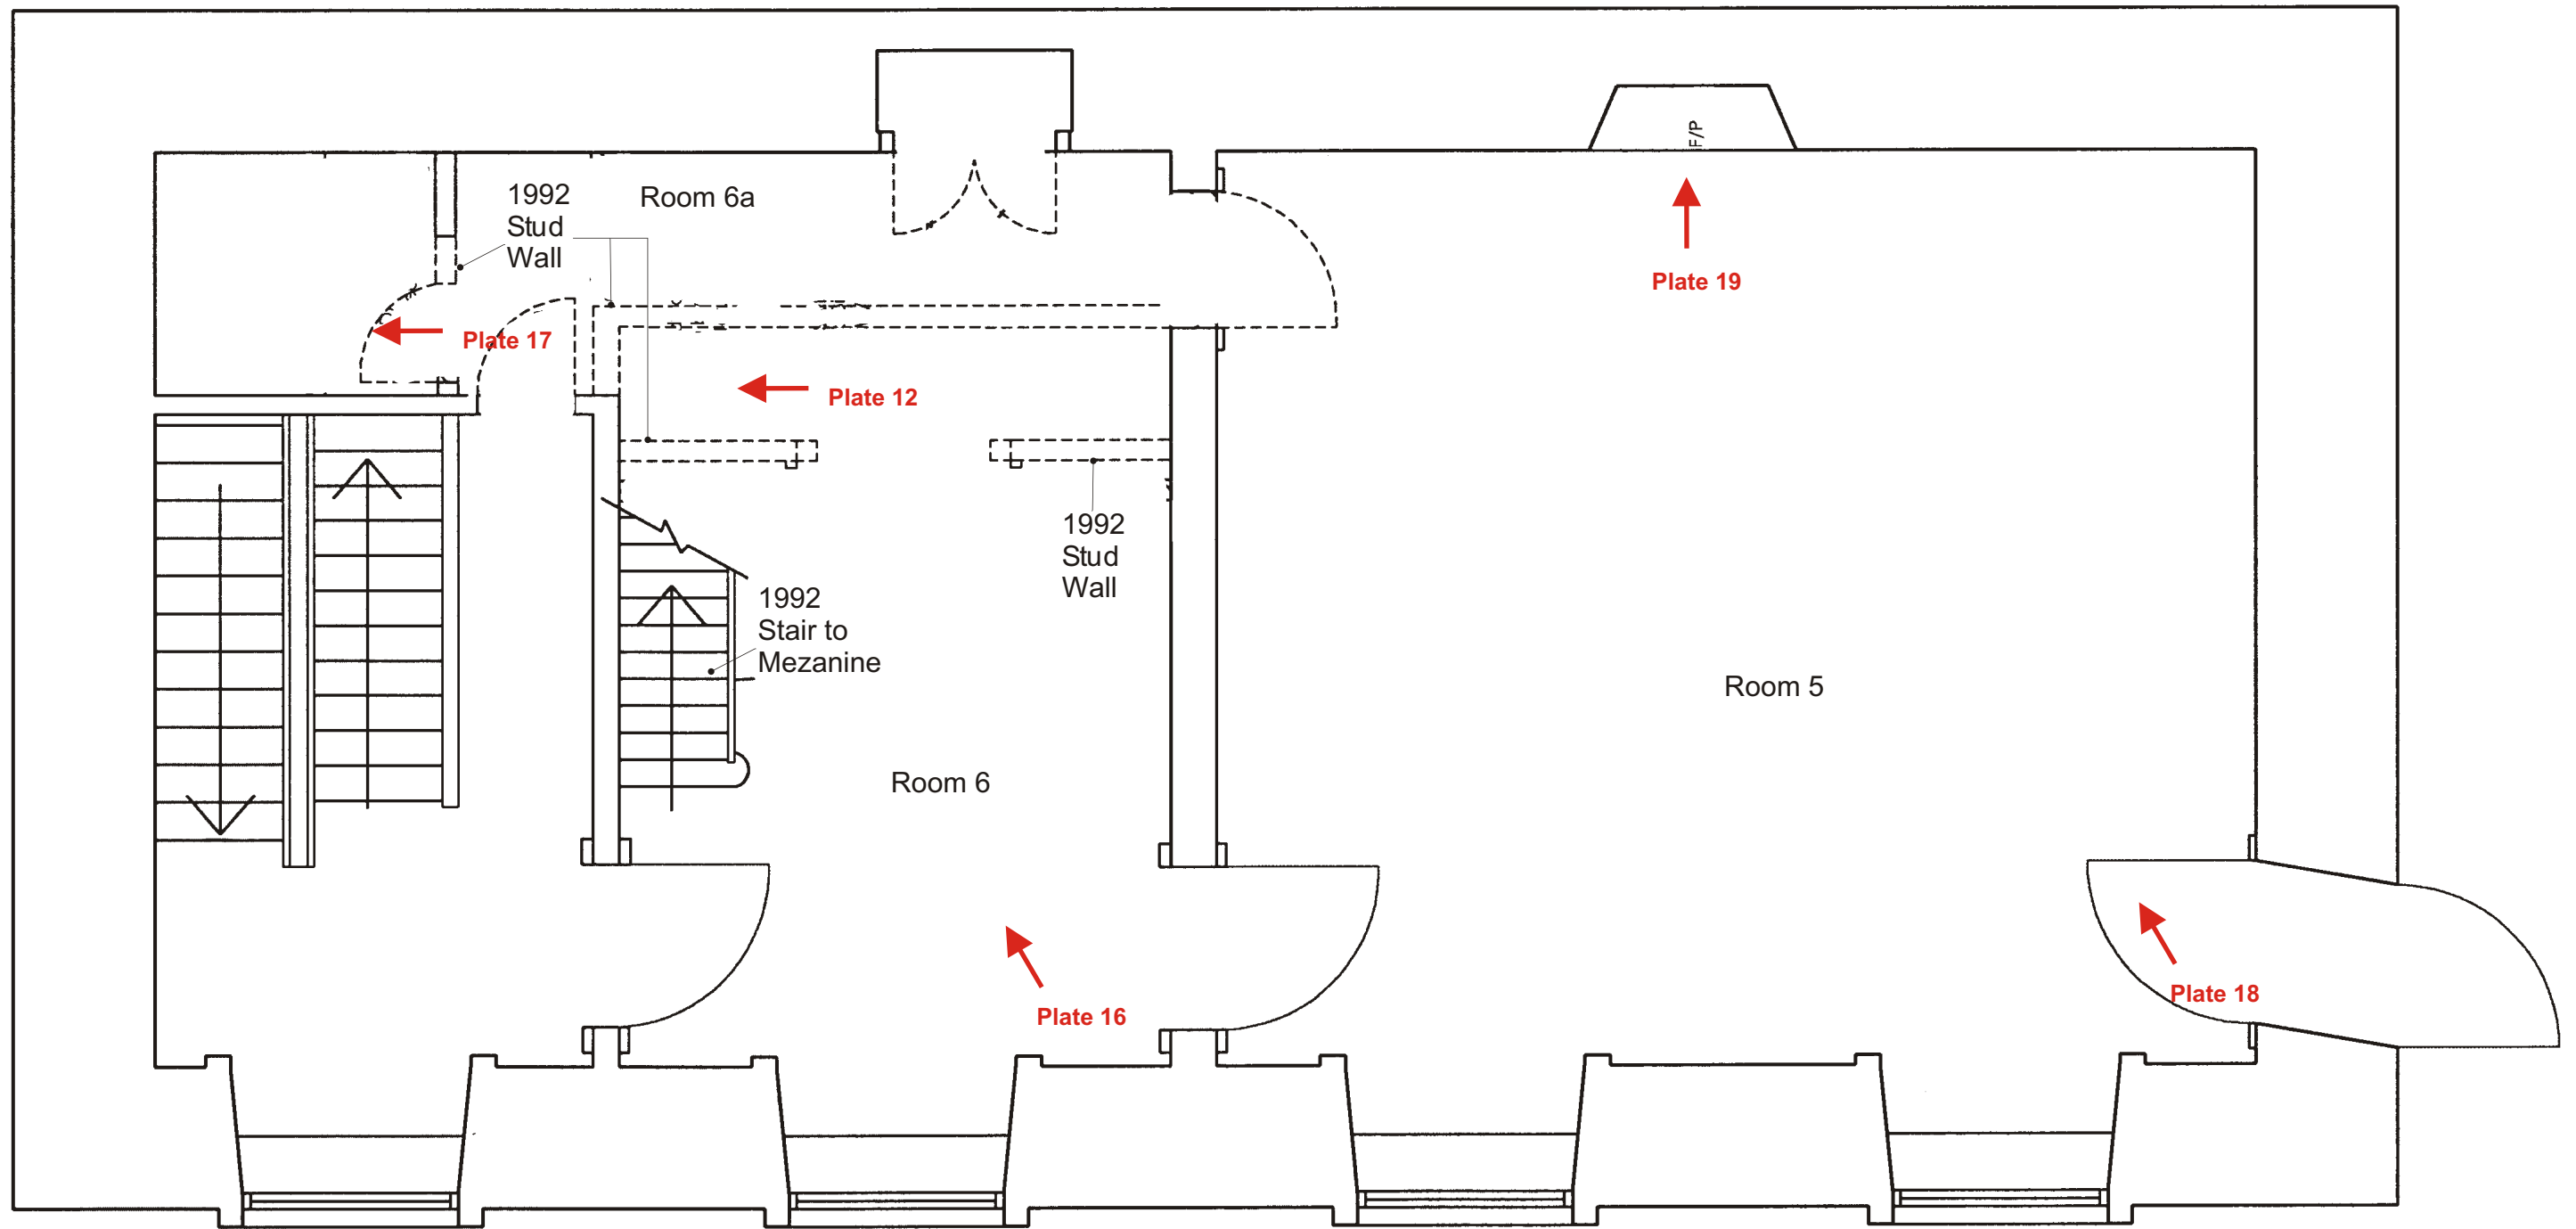 1992
Stud
Wall
Room 6a
F/P
Plate 19
Plate 17
Plate 12
1992
Stud
Wall
1992
Stair to
Mezanine
Room 5
Room 6
Plate 18
Plate 16